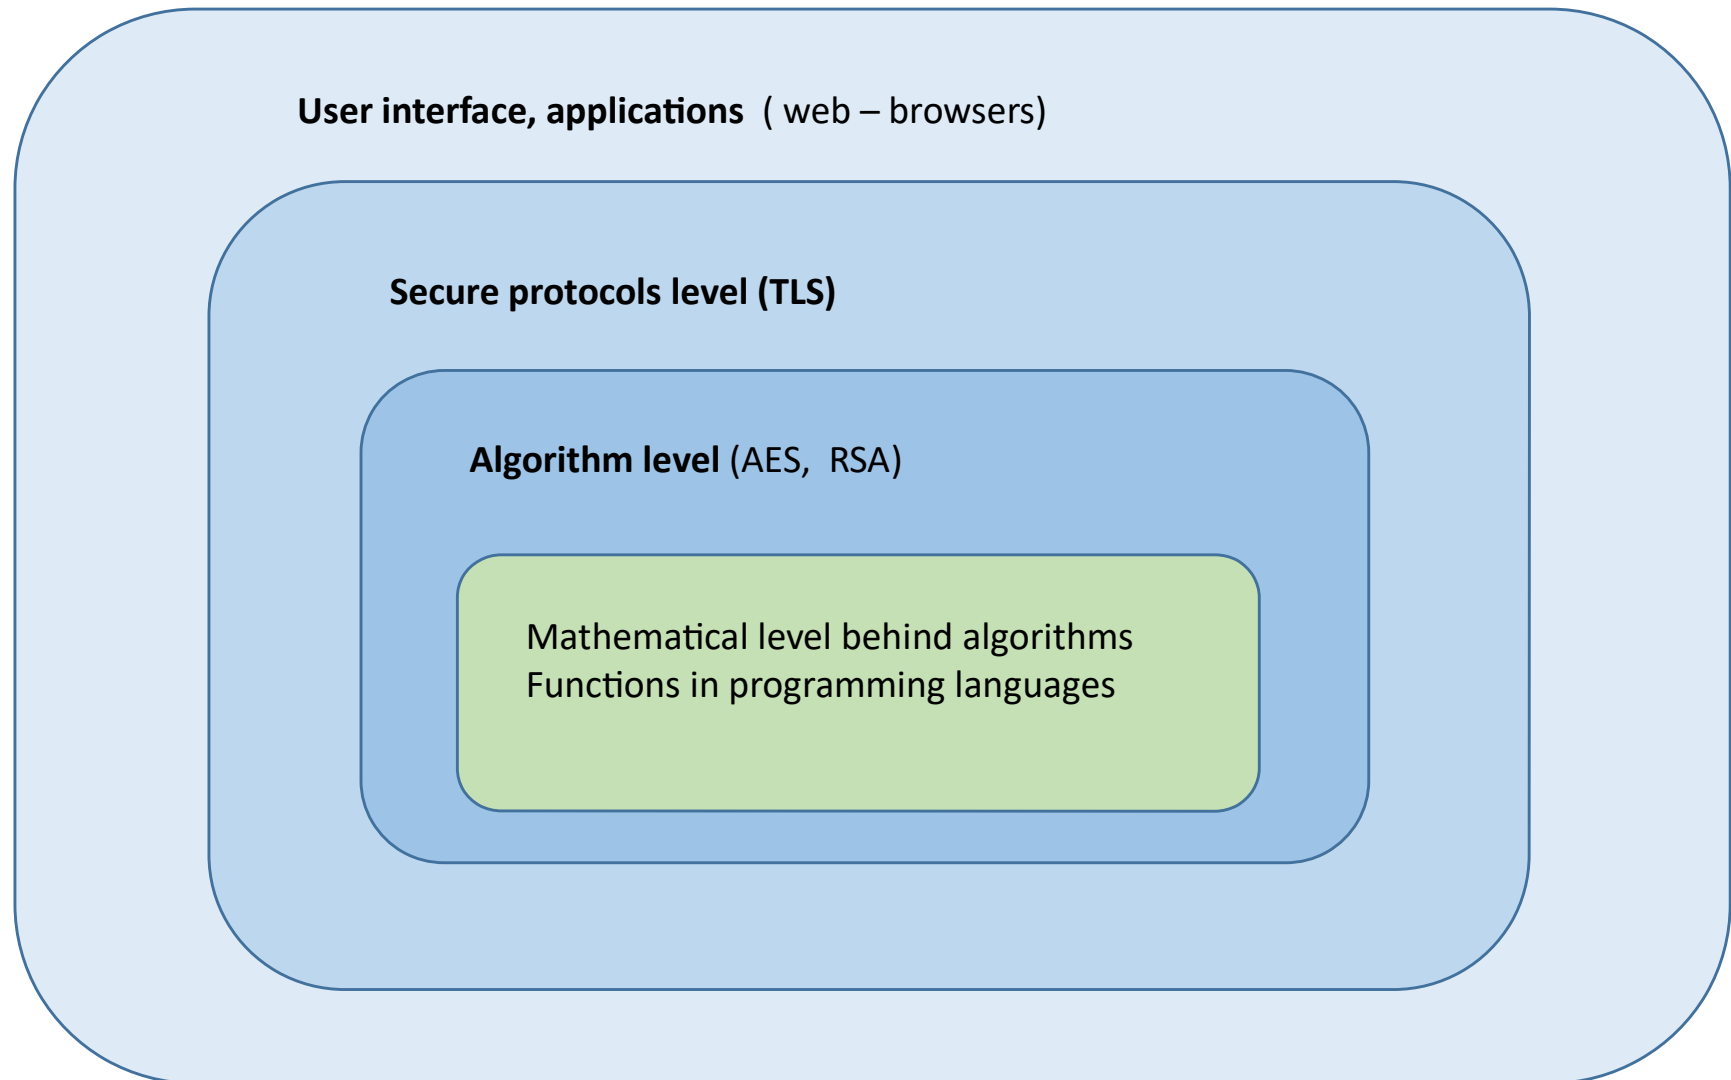 User interface, applications ( web – browsers)
Secure protocols level (TLS)
Algorithm level (AES, RSA)
Mathematical level behind algorithms
Functions in programming languages